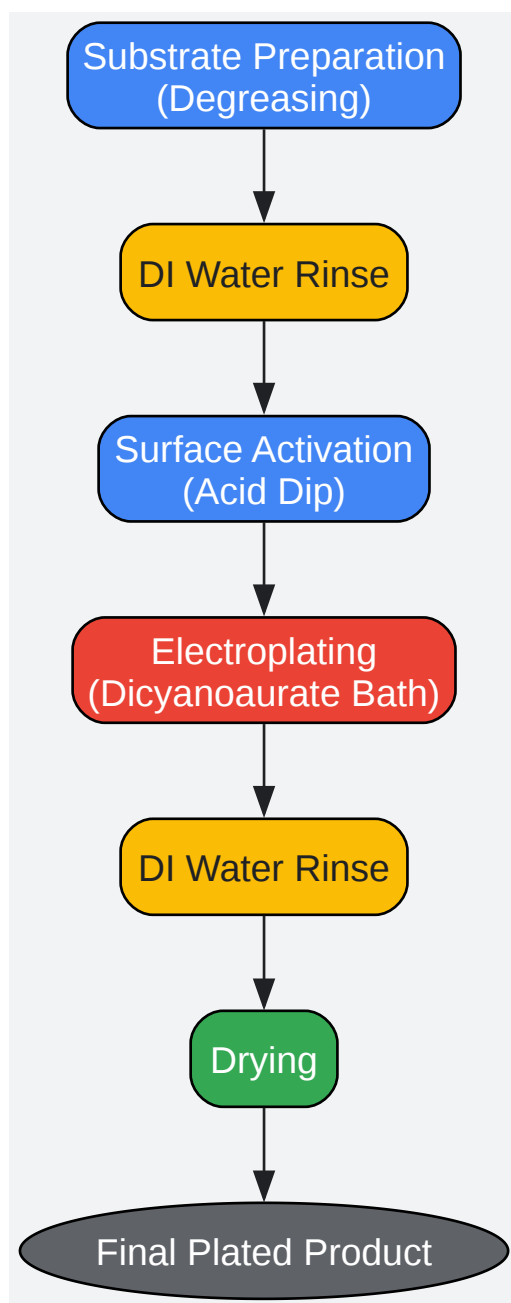 Substrate Preparation
(Degreasing)
DI Water Rinse
Surface Activation
(Acid Dip)
Electroplating
(Dicyanoaurate Bath)
DI Water Rinse
Drying
Final Plated Product